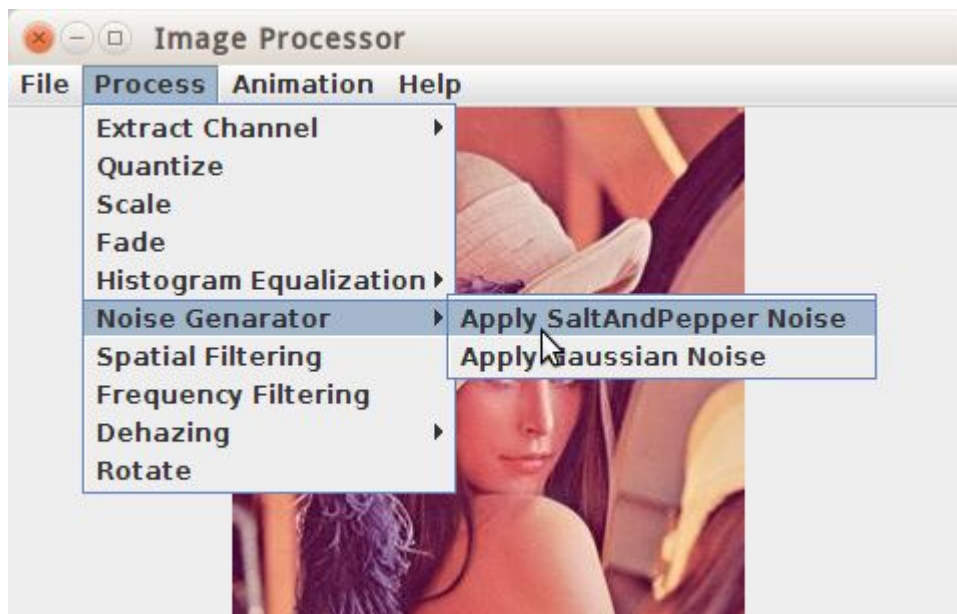 Image Processor
File Process Animation Help
Extract Channel
Quantize
Scale
Fade
Histogram Equalization
Noise Genarator
Apply SaltAndPepper Noise
Spatial Filtering
Apply Gaussian Noise
Frequency Filtering
Dehazing
Rotate